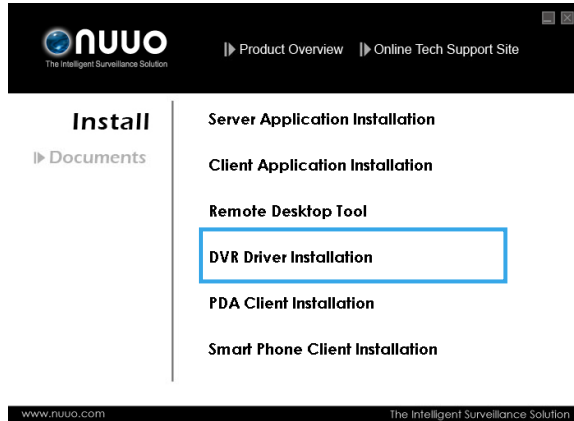 nuuo
The Intelligent Surveillance Solution
Product Overview
Online Tech Support Site
Install
Documents
Server Application Installation
Client Application Installation
Remote Desktop Tool
DVR Driver Installation
PDA Client Installation
Smart Phone Client Installation
www.nuuo.com
The Intelligent Surveillance Solution